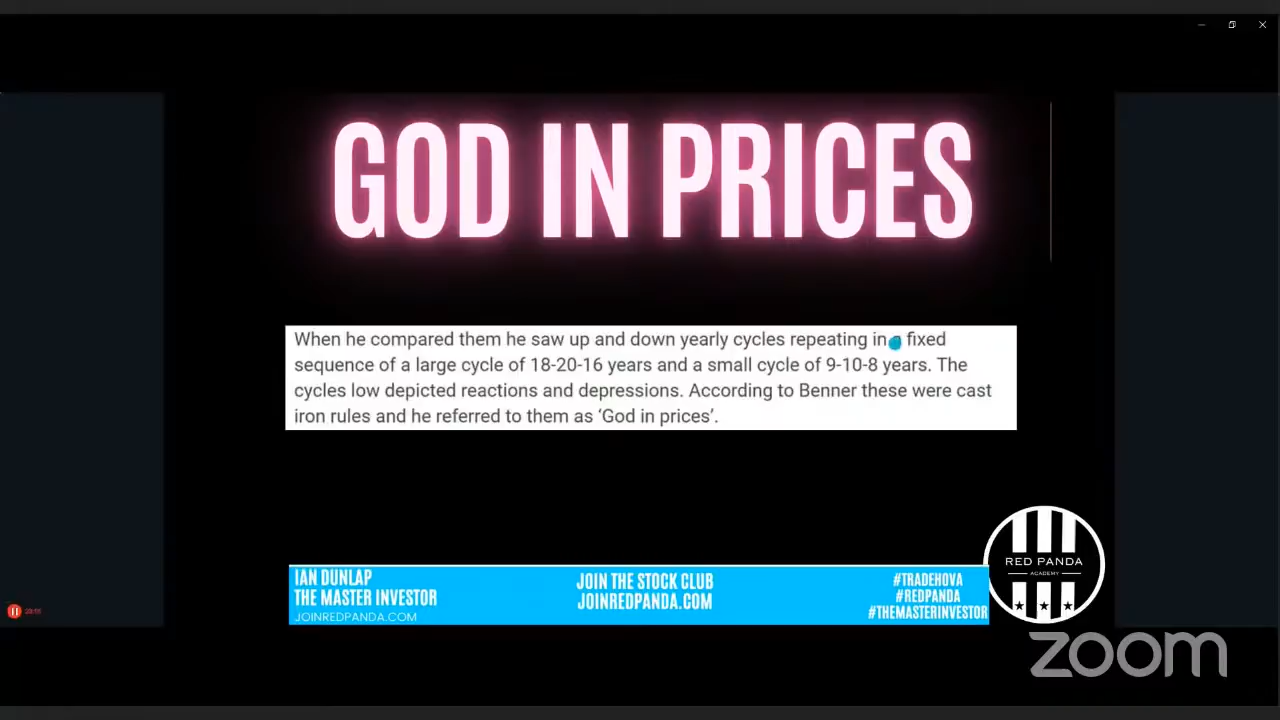 GOD IN PRICES
When he compared them he saw up and down yearly cycles repeating in a fixed
sequence of a large cycle of 18-20-16 years and a small cycle of 9-10-8 years. The
cycles low depicted reactions and depressions. According to Benner these were cast
iron rules and he referred to them as ‘God in prices’.
IAN DUNLAP
THE MASTER INVESTOR
JOINREDPANDA.COM
JOIN THE STOCK CLUB
JOINREDPANDA.COM
#TRADEHOVA
#REDPANDA
#THEMASTERINVESTOR
RED PANDA
ACADEMY
zoom